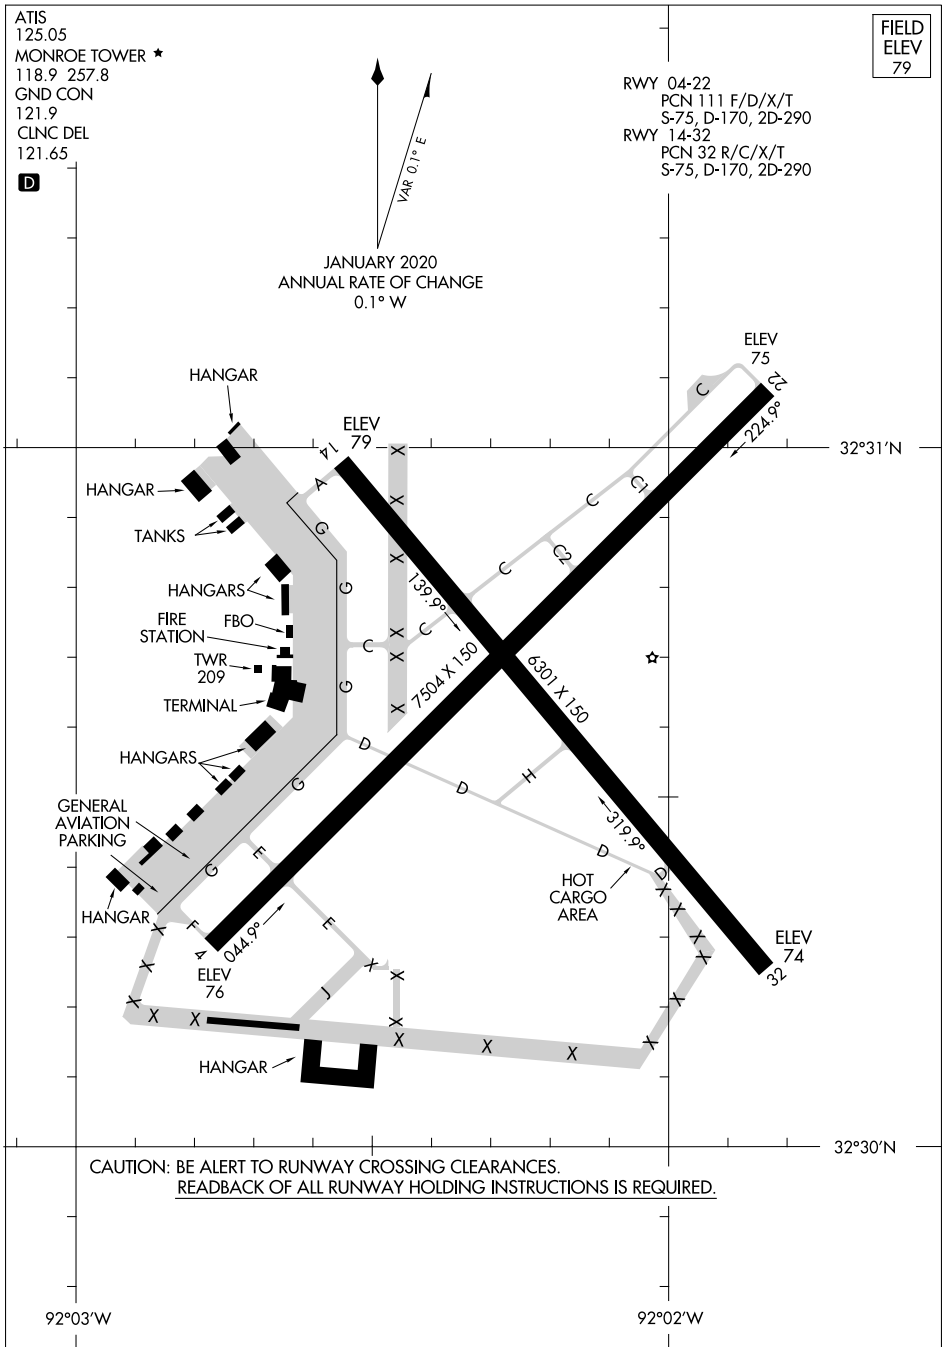 ATIS
125.05
MONROE TOWER
118.9 257.8
GND CON
121.9
CLNC DEL
121.65
D
VAR 0.1° E
JANUARY 2020
ANNUAL RATE OF CHANGE
0.1° W
RWY 04-22
PCN 111 F/D/X/T
S-75, D-170, 2D-290
RWY 14-32
PCN 32 R/C/X/T
S-75, D-170, 2D-290
FIELD
ELEV
79
ELEV
75
22
224.9°
C
HANGAR
ELEV
79
14
X
32°31'N
A
HANGAR
C1
X
C
G
TANKS
C2
X
C
139.9°
G
HANGARS
FBO
FIRE
STATION
X
C
C
X
7504 X 150
6301 X 150
TWR
209
G
TERMINAL
X
D
HANGARS
H
G
D
319.9°
GENERAL
AVIATION
PARKING
E
D
D
G
HOT
CARGO
AREA
X
X
HANGAR
F
E
X
X
4
044.9°
ELEV
76
X
X
X
ELEV
74
32
X
X
J
X
X
X
X
X
X
X
X
X
HANGAR
32°30'N
CAUTION: BE ALERT TO RUNWAY CROSSING CLEARANCES.
READBACK OF ALL RUNWAY HOLDING INSTRUCTIONS IS REQUIRED.
92°03'W
92°02'W